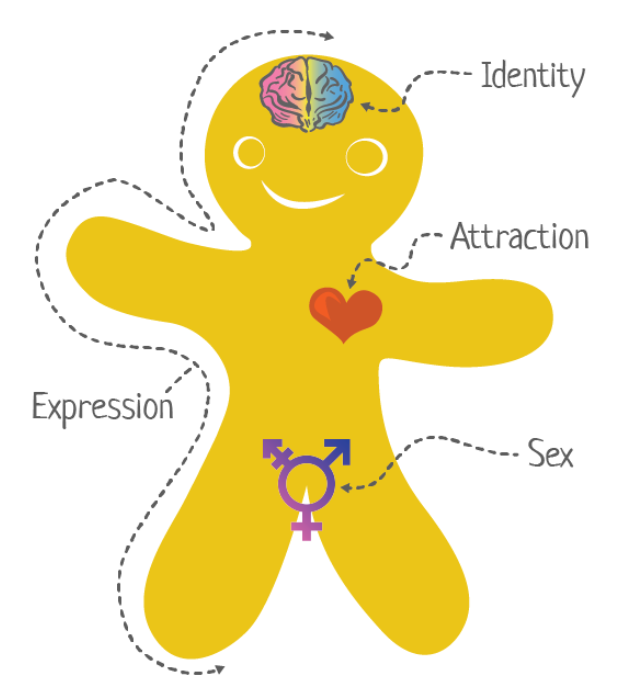 Identity
Attraction
Expression
Sex